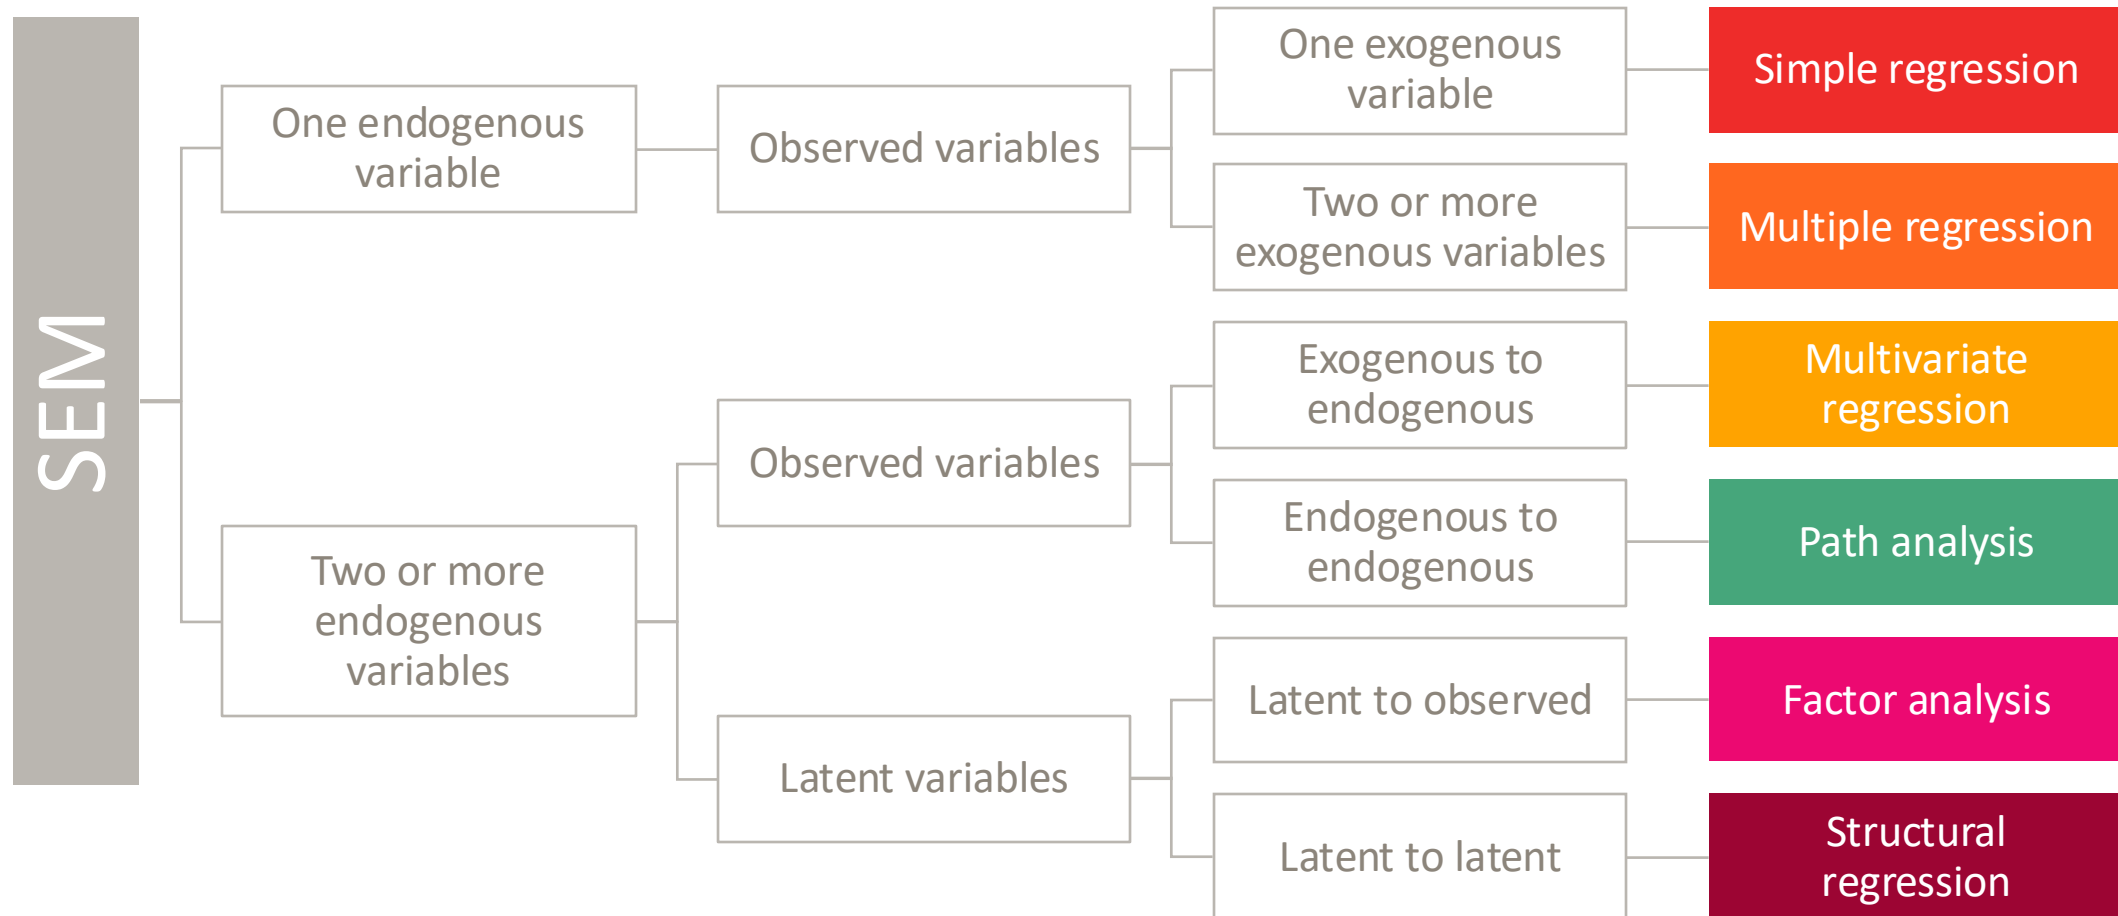 SEM
One endogenous
variable
Observed variables
One exogenous
variable
Simple regression
Two or more
exogenous variables
Multiple regression
Two or more
endogenous
variables
Observed variables
Exogenous to
endogenous
Multivariate
regression
Endogenous to
endogenous
Path analysis
Latent variables
Latent to observed
Factor analysis
Latent to latent
Structural
regression